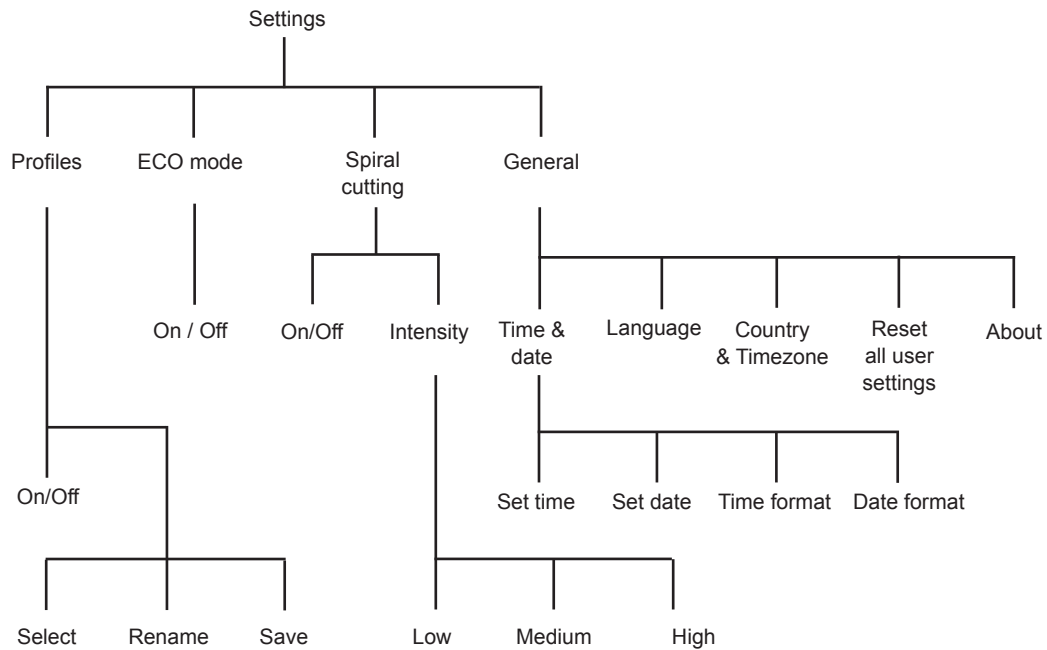 Settings
Profiles
ECO mode
Spiral
cutting
General
On / Off
On/Off
Intensity
Time &
date
Language
Country
& Timezone
Reset
all user
settings
About
On/Off
Set time
Set date
Time format
Date format
Select
Rename
Save
Low
Medium
High